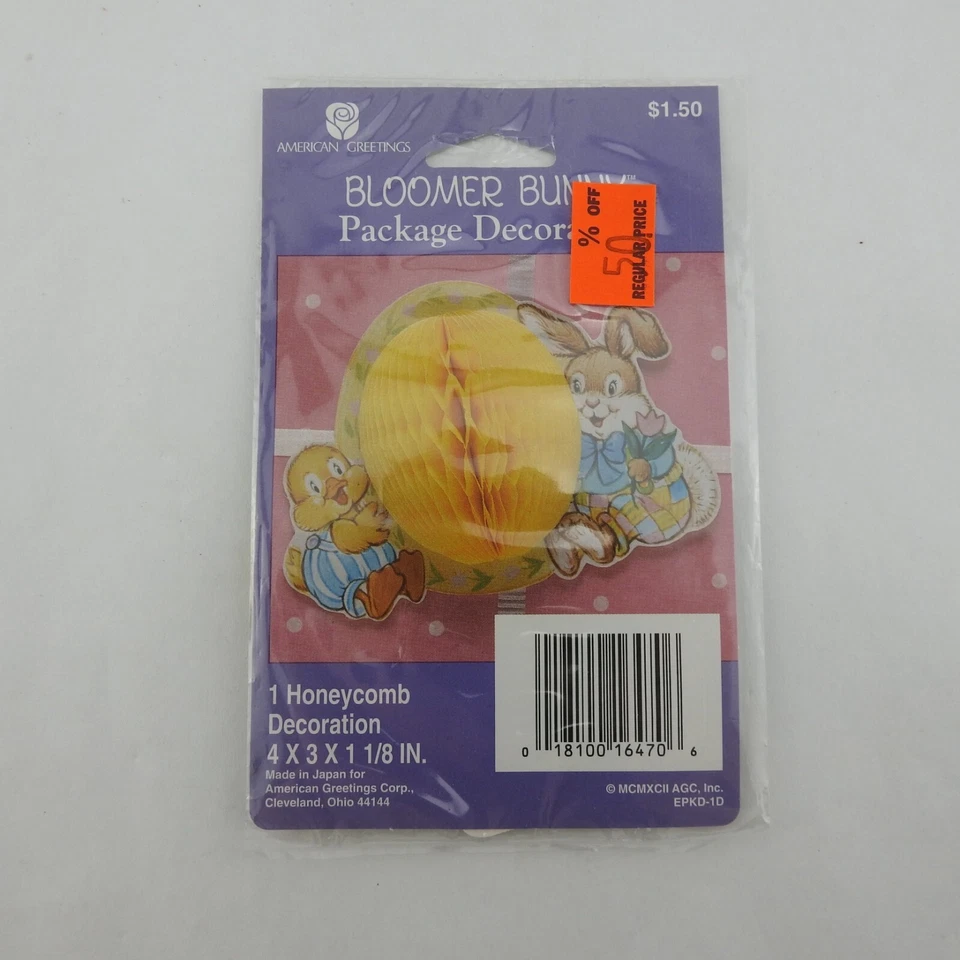 AMERICAN GREETINGS
$1.50
BLOOMER BUNNY™
Package Decora
50 % OFF
REGULAR PRICE
1 Honeycomb
Decoration
4 X 3 X 1 1/8 IN.
Made in Japan for
American Greetings Corp.,
Cleveland, Ohio 44144
0 18100 16470 6
© MCMXCII AGC, Inc.
EPKD-1D